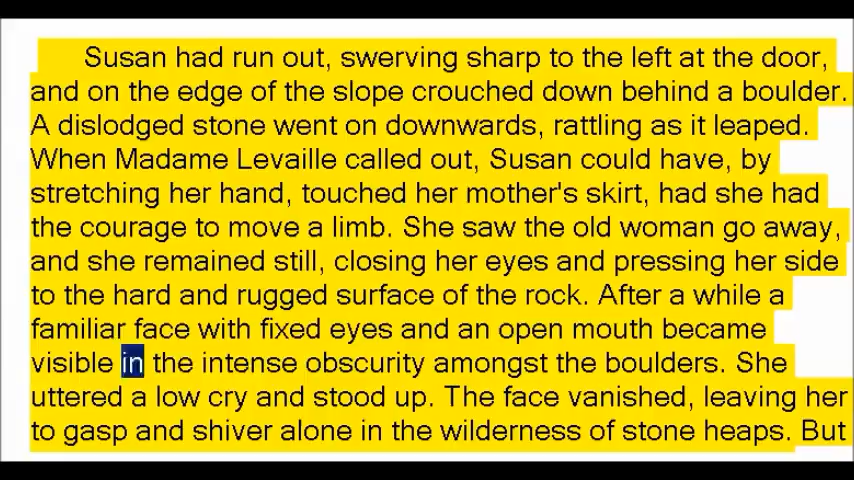 Susan had run out, swerving sharp to the left at the door,
and on the edge of the slope crouched down behind a boulder.
A dislodged stone went on downwards, rattling as it leaped.
When Madame Levaille called out, Susan could have, by
stretching her hand, touched her mother's skirt, had she had
the courage to move a limb. She saw the old woman go away,
and she remained still, closing her eyes and pressing her side
to the hard and rugged surface of the rock. After a while a
familiar face with fixed eyes and an open mouth became
visible in the intense obscurity amongst the boulders. She
uttered a low cry and stood up. The face vanished, leaving her
to gasp and shiver alone in the wilderness of stone heaps. But